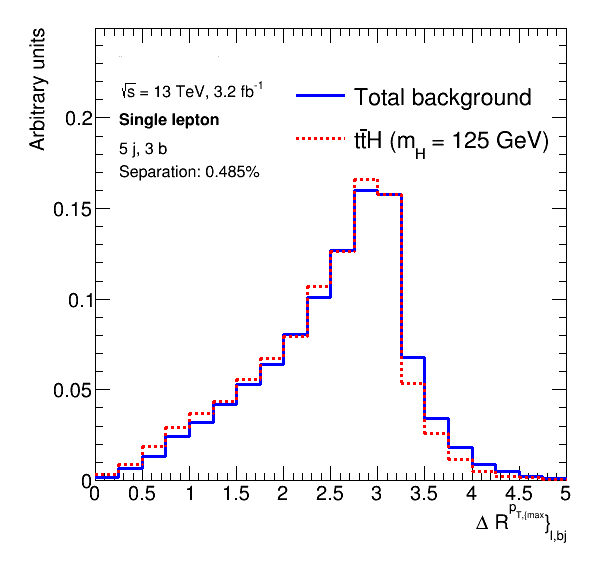 Arbitrary units
√s = 13 TeV, 3.2 fb⁻¹
Single lepton
5 j, 3 b
Separation: 0.485%
Total background
tt̄H (m_H = 125 GeV)
0.2
0.15
0.1
0.05
0
0 0.5 1 1.5 2 2.5 3 3.5 4 4.5 5
Δ R^{p_{T,{max}}}_{l,bj}